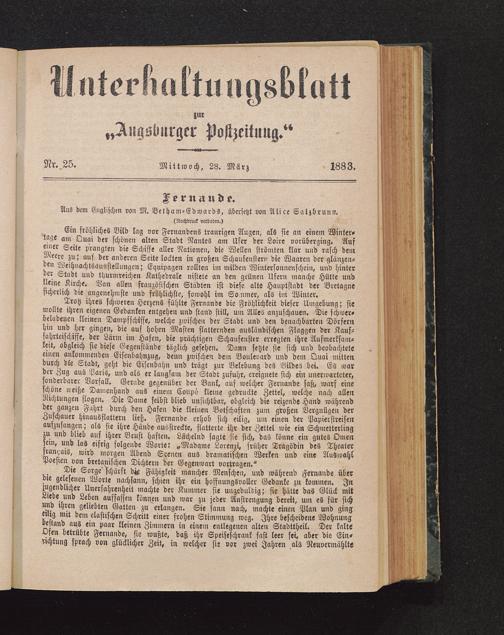 Unterhaltungsblatt
zur
„Augsburger Postzeitung.“
Nr. 25. Mittwoch, 28. März 1883.
Fernande.
Aus dem Englischen von M. Betham-Edwards, übersetzt von Alice Salzbrunn.
(Nachdruck verboten.)
Ein fröhliches Bild lag vor Fernandens traurigen Augen, als sie an einem Winter-
tage am Quai der schönen alten Stadt Nantes am Ufer der Loire vorüberging. Auf
einer Seite prangten die Schiffe aller Nationen, die Wellen strömten klar und rasch dem
Meere zu; auf der anderen Seite lockten in großen Schaufenstern die Waaren der glänzen-
den Weihnachtsausstellungen; Equipagen rollten im milden Wintersonnenschein, und hinter
der Stadt und thurmreichen Kathedrale nistete an den grünen Ufern manche Hütte und
kleine Kirche. Von allen französischen Städten ist diese alte Hauptstadt der Bretagne
sicherlich die angenehmste und fröhlichste, sowohl im Sommer, als im Winter.
Trotz ihres schweren Herzens fühlte Fernande die Fröhlichkeit dieser Umgebung; sie
wollte ihren eigenen Gedanken entgehen und stand still, um Alles anzuschauen. Die schwer-
beladenen kleinen Dampfschiffe, welche zwischen der Stadt und den benachbarten Dörfern
hin und her gingen, die auf hohen Masten flatternden ausländischen Flaggen der Kauf-
fahrteischiffe, der Lärm im Hafen, die prächtigen Schaufenster erregten ihre Aufmerksam-
keit, obgleich sie diese Gegenstände täglich gesehen. Dann setzte sie sich und beobachtete
einen ankommenden Eisenbahnzug, denn zwischen dem Boulevard und dem Quai mitten
durch die Stadt, geht die Eisenbahn und trägt zur Belebung des Bildes bei. Es war
der Zug aus Paris, und als er langsam der Stadt zufuhr, ereignete sich ein unerwarteter,
sonderbarer Vorfall. Gerade gegenüber der Bank, auf welcher Fernande saß, warf eine
schöne weiße Damenhand aus einem Coupé kleine gedruckte Zettel, welche nach allen
Richtungen flogen. Die Dame selbst blieb unsichtbar, obgleich die reizende Hand während
der ganzen Fahrt durch den Hafen die kleinen Botschaften zum großen Vergnügen der
Zuschauer hinausflattern ließ. Fernande erhob sich eilig, um einen der Papierstreifen
aufzufangen; als sie ihre Hände ausstreckte, flatterte ihr der Zettel wie ein Schmetterling
zu und blieb auf ihrer Brust haften. Lächelnd sagte sie sich, das könne ein gutes Omen
sein, und las eifrig folgende Worte: „Madame Lorenzi, früher Tragödin des Theater
français, wird morgen Abend Scenen aus dramatischen Werken und eine Auswahl
Poesien von bretanischen Dichtern der Gegenwart vortragen.“
Die Sorge schärft die Fähigkeit mancher Menschen, und während Fernande über
die gelesenen Worte nachsann, schien ihr ein hoffnungsvoller Gedanke zu kommen. In
jugendlicher Unerfahrenheit machte der Kummer sie ungeduldig; sie hätte das Glück mit
Liebe und Leben auffassen können und war zu jeder Anstrengung bereit, um es für sich
und ihren geliebten Gatten zu erlangen. Sie sann nach, machte einen Plan und ging
eilig mit dem elastischen Schritt einer frohen Stimmung weg. Ihre bescheidene Wohnung
bestand aus ein paar kleinen Zimmern in einem entlegenen alten Stadttheil. Der kalte
Ofen betrübte Fernande, sie wußte, daß ihr Speiseschrank fast leer sei, aber die Ein-
richtung sprach von glücklicher Zeit, in welcher sie vor zwei Jahren als Neuvermählte